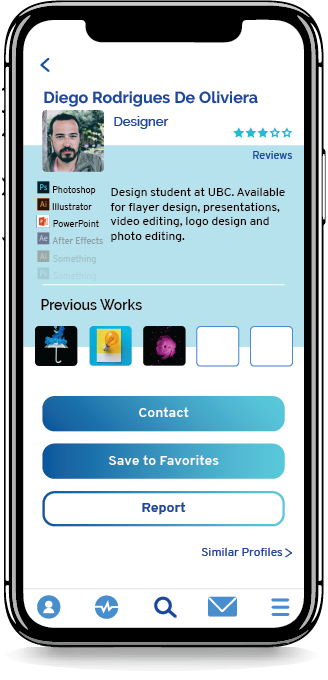 Diego Rodrigues De Oliviera
Designer
Reviews
Ps Photoshop
Ai Illustrator
PowerPoint
Ae After Effects
Ai Something
Ps Something
Design student at UBC. Available
for flayer design, presentations,
video editing, logo design and
photo editing.
Previous Works
Contact
Save to Favorites
Report
Similar Profiles >